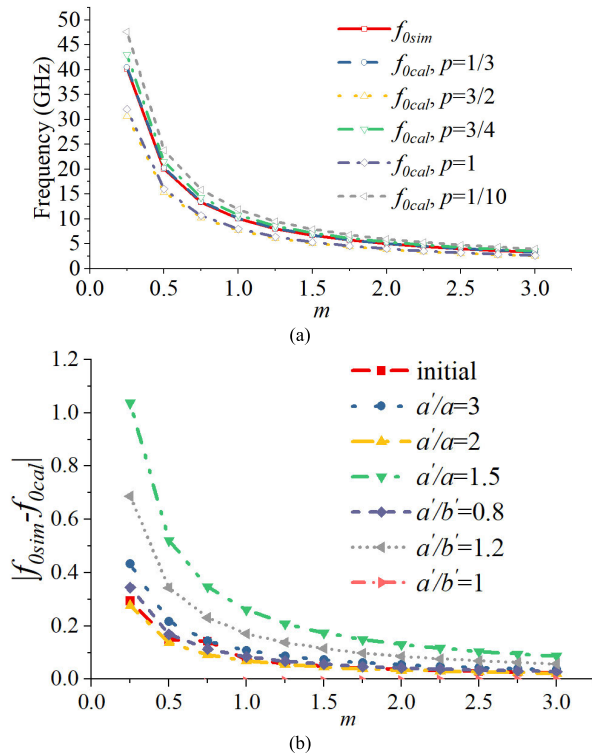 50
45
40
35
30
25
20
15
10
5
0
Frequency (GHz)
f0sim
f0cal, p=1/3
f0cal, p=3/2
f0cal, p=3/4
f0cal, p=1
f0cal, p=1/10
0.0 0.5 1.0 1.5 2.0 2.5 3.0
m
(a)
1.2
1.0
0.8
0.6
0.4
0.2
0.0
|f0sim-f0cal|
initial
a'/a=3
a'/a=2
a'/a=1.5
a'/b'=0.8
a'/b'=1.2
a'/b'=1
0.0 0.5 1.0 1.5 2.0 2.5 3.0
m
(b)